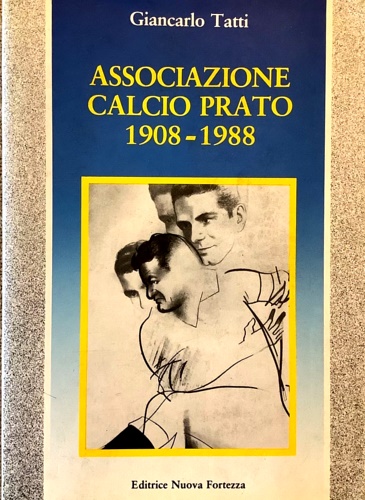 Giancarlo Tatti
ASSOCIAZIONE
CALCIO PRATO
1908-1988
Editrice Nuova Fortezza